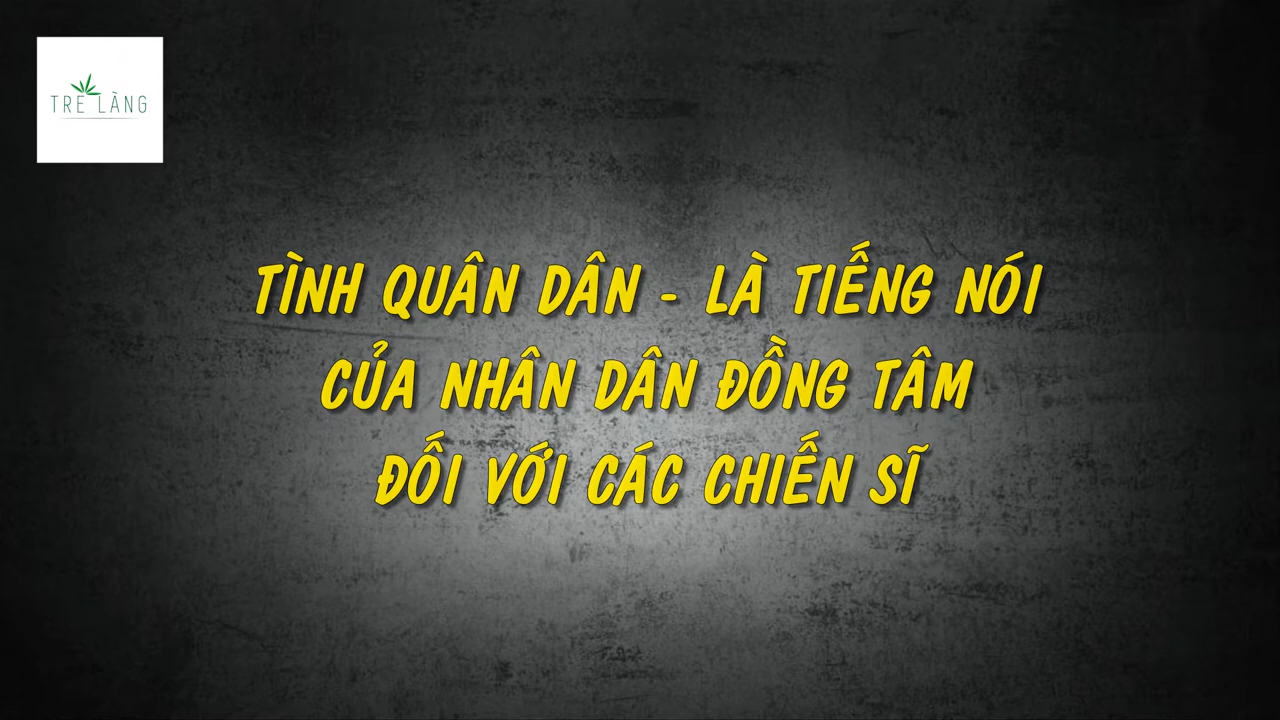 TRE LÀNG
TÌNH QUÂN DÂN - LÀ TIẾNG NÓI
CỦA NHÂN DÂN ĐỒNG TÂM
ĐỐI VỚI CÁC CHIẾN SĨ